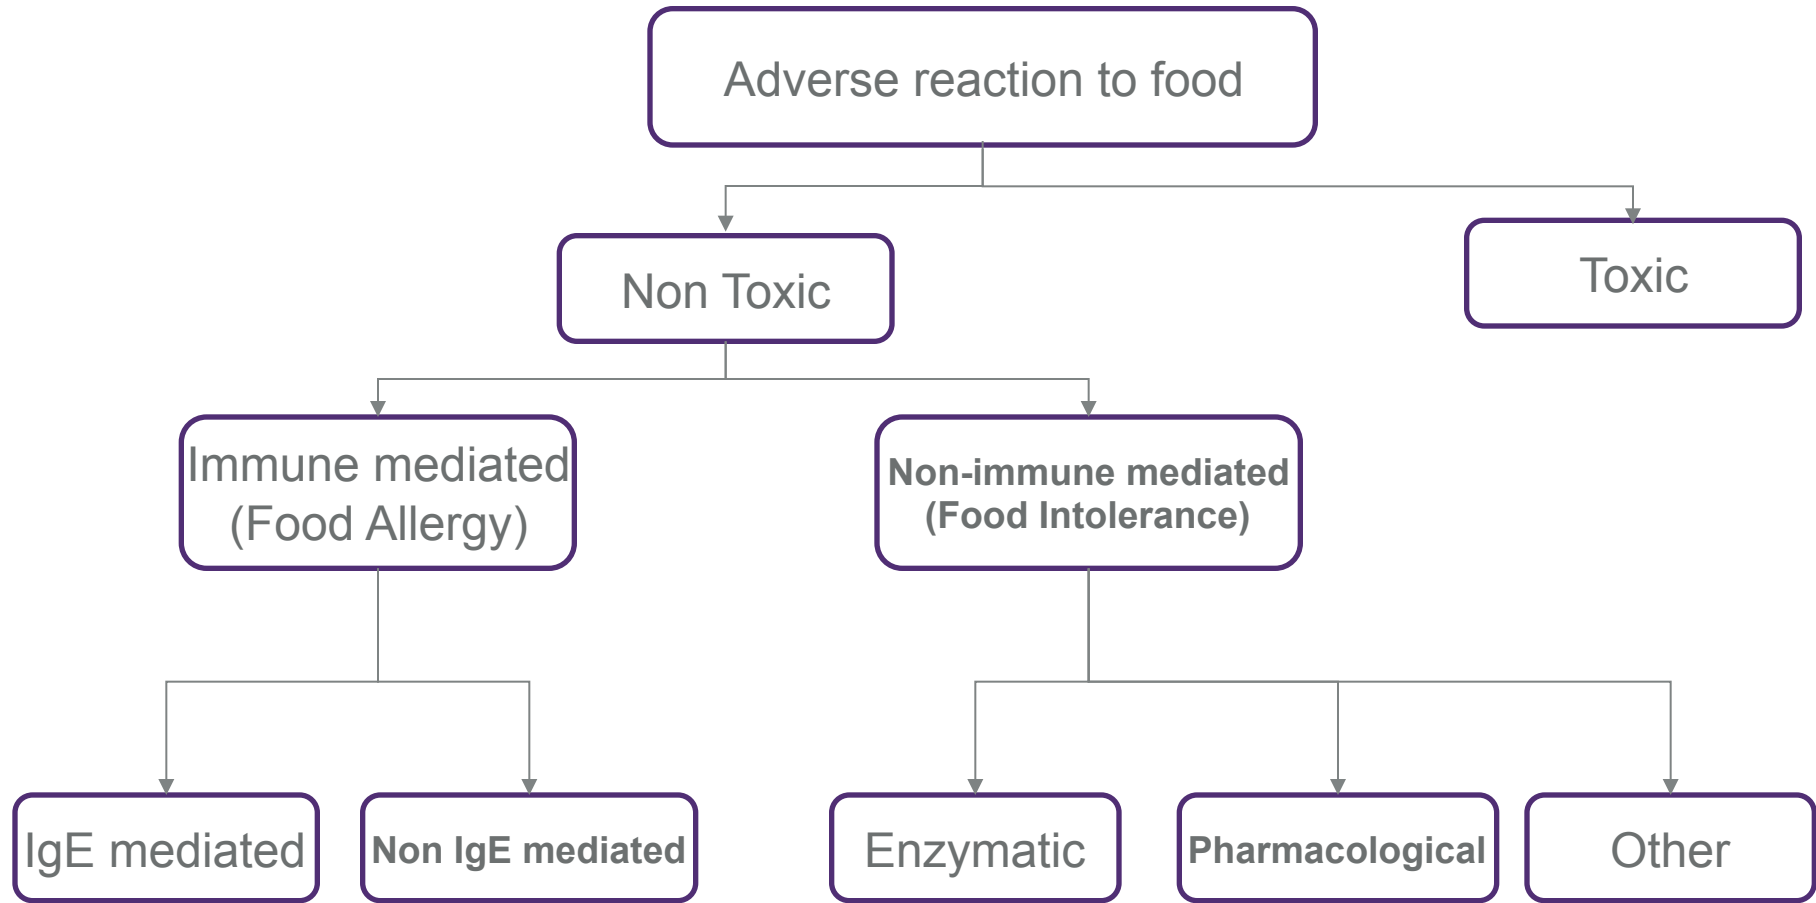 Adverse reaction to food
Non Toxic
Toxic
Immune mediated
(Food Allergy)
Non-immune mediated
(Food Intolerance)
IgE mediated
Non IgE mediated
Enzymatic
Pharmacological
Other